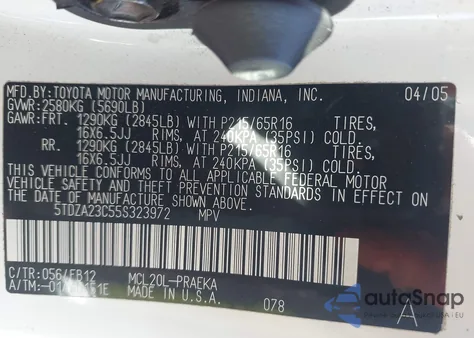 MFD.BY:TOYOTA MOTOR MANUFACTURING, INDIANA, INC. 04/05
GVWR:2580KG (5690LB)
GAWR:FRT. 1290KG (2845LB) WITH P215/65R16 TIRES,
16X6.5JJ RIMS, AT 240KPA (35PSI) COLD.
RR. 1290KG (2845LB) WITH P215/65R16 TIRES,
16X6.5JJ RIMS, AT 240KPA (35PSI) COLD.
THIS VEHICLE CONFORMS TO ALL APPLICABLE FEDERAL MOTOR
VEHICLE SAFETY AND THEFT PREVENTION STANDARDS IN EFFECT ON
THE DATE OF MANUFACTURE SHOWN ABOVE.
5TDZA23C55S323972 MPV
C/TR:056/FB12 MCL20L-PRAEKA
A/TM: MADE IN U.S.A. 078 A
autoSnap